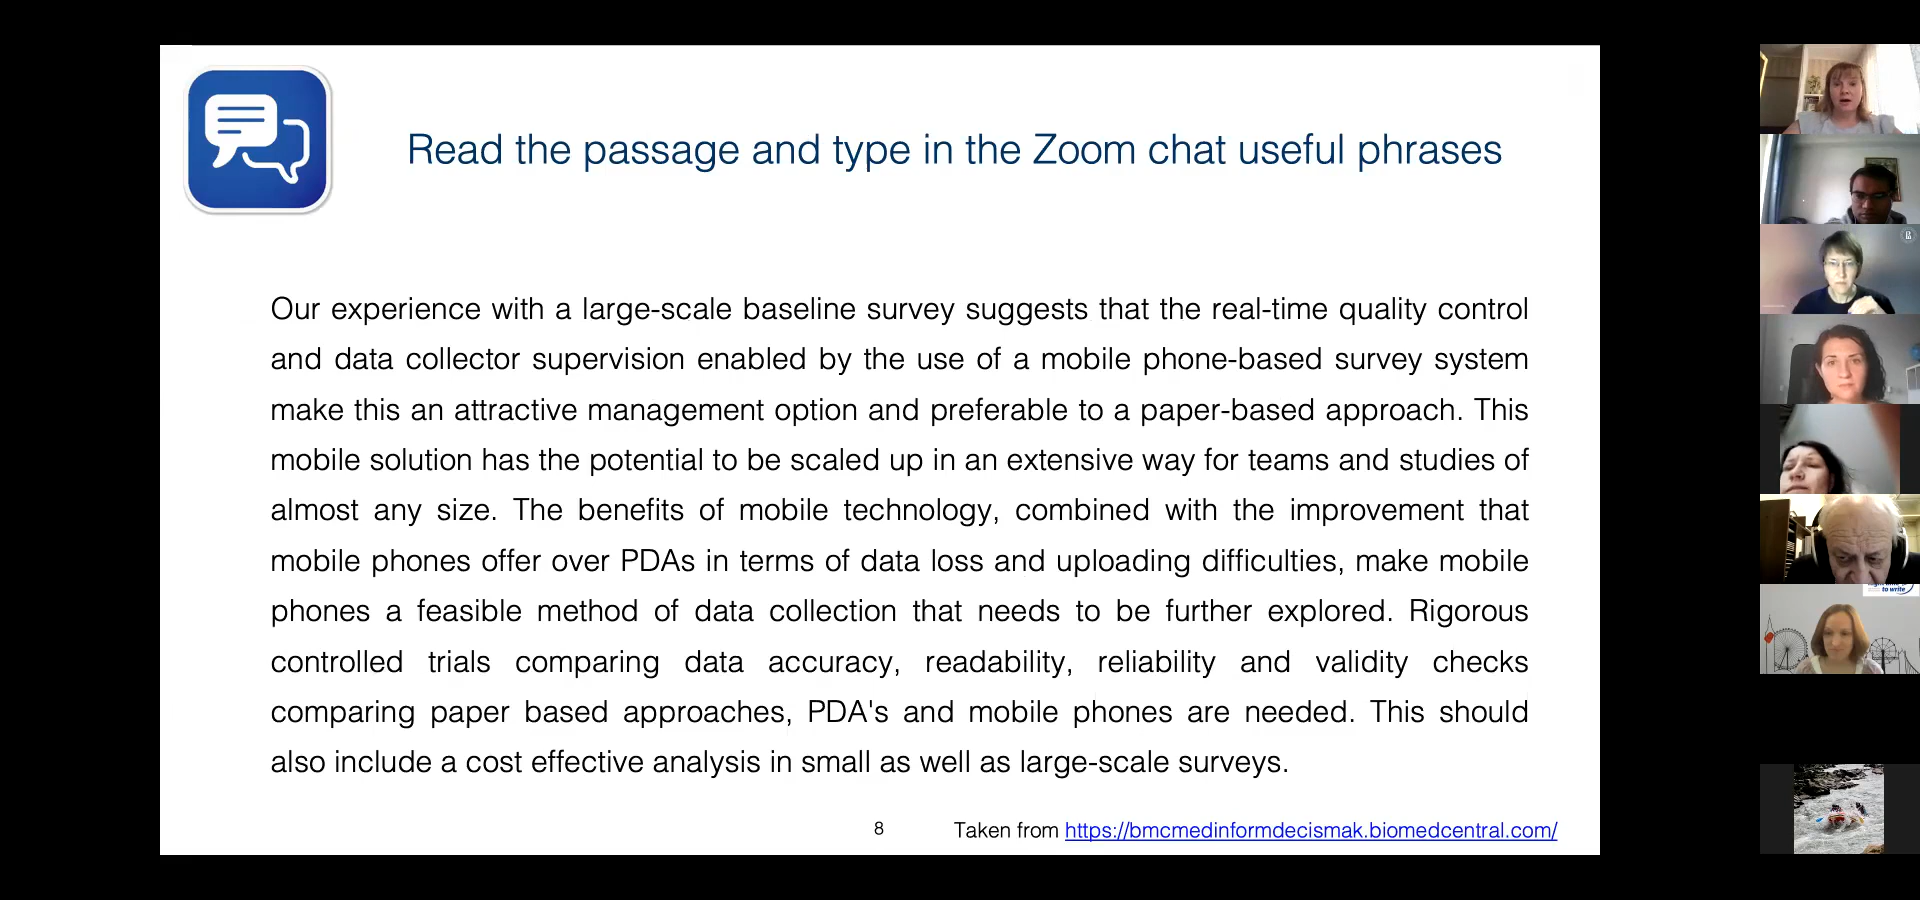 Read the passage and type in the Zoom chat useful phrases
Our experience with a large-scale baseline survey suggests that the real-time quality control
and data collector supervision enabled by the use of a mobile phone-based survey system
make this an attractive management option and preferable to a paper-based approach. This
mobile solution has the potential to be scaled up in an extensive way for teams and studies of
almost any size. The benefits of mobile technology, combined with the improvement that
mobile phones offer over PDAs in terms of data loss and uploading difficulties, make mobile
phones a feasible method of data collection that needs to be further explored. Rigorous
controlled trials comparing data accuracy, readability, reliability and validity checks
comparing paper based approaches, PDA's and mobile phones are needed. This should
also include a cost effective analysis in small as well as large-scale surveys.
8
Taken from https://bmcmedinformdecismak.biomedcentral.com/
to write